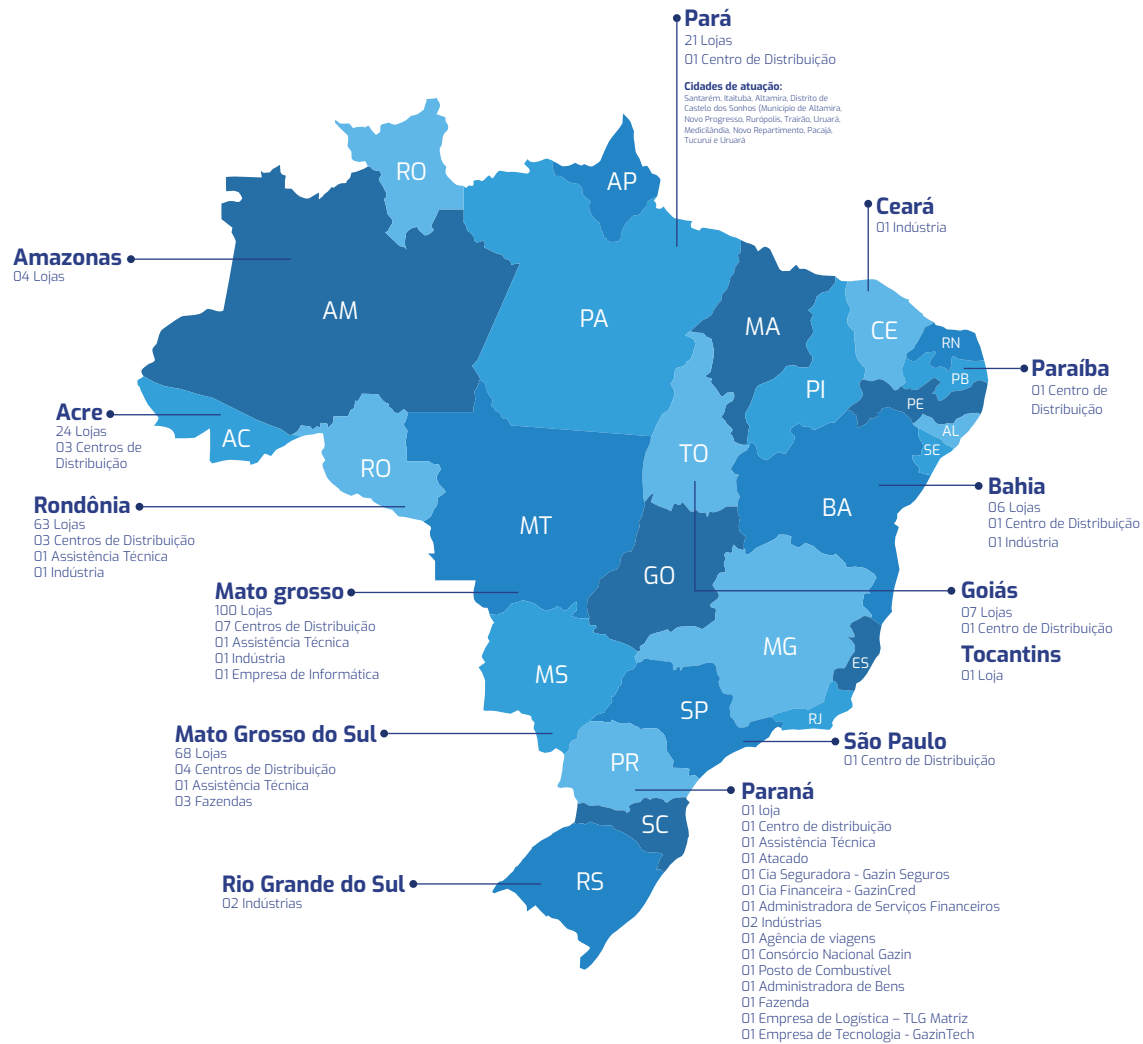 Pará
21 Lojas
01 Centro de Distribuição
Cidades de atuação:
Santarém, Itaituba, Altamira, Distrito de
Castelo dos Sonhos (Município de Altamira,
Novo Progresso, Rurópolis, Trairão, Uruará,
Medicilândia, Novo Repartimento, Pacajá,
Tucuruí e Uruará
RO
AP
Ceará
01 Indústria
Amazonas
04 Lojas
AM
PA
MA
CE
RN
PI
PB
PE
AL
SE
Paraíba
01 Centro de
Distribuição
Acre
24 Lojas
03 Centros de
Distribuição
AC
RO
TO
BA
MT
Bahia
06 Lojas
01 Centro de Distribuição
01 Indústria
Rondônia
63 Lojas
03 Centros de Distribuição
01 Assistência Técnica
01 Indústria
GO
Mato grosso
100 Lojas
07 Centros de Distribuição
01 Assistência Técnica
01 Indústria
01 Empresa de Informática
Goiás
07 Lojas
01 Centro de Distribuição
Tocantins
01 Loja
MG
ES
MS
SP
RJ
Mato Grosso do Sul
68 Lojas
04 Centros de Distribuição
01 Assistência Técnica
03 Fazendas
São Paulo
01 Centro de Distribuição
PR
SC
RS
Paraná
01 loja
01 Centro de distribuição
01 Assistência Técnica
01 Atacado
01 Cia Seguradora - Gazin Seguros
01 Cia Financeira - GazinCred
01 Administradora de Serviços Financeiros
02 Indústrias
01 Agência de viagens
01 Consórcio Nacional Gazin
01 Posto de Combustível
01 Administradora de Bens
01 Fazenda
01 Empresa de Logística – TLG Matriz
01 Empresa de Tecnologia - GazinTech
Rio Grande do Sul
02 Indústrias